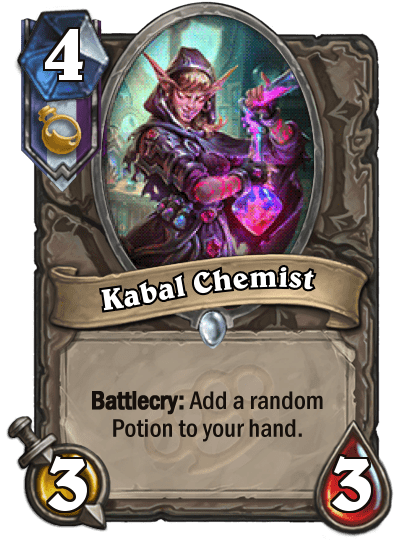 4
Kabal Chemist
Battlecry: Add a random
Potion to your hand.
3 3